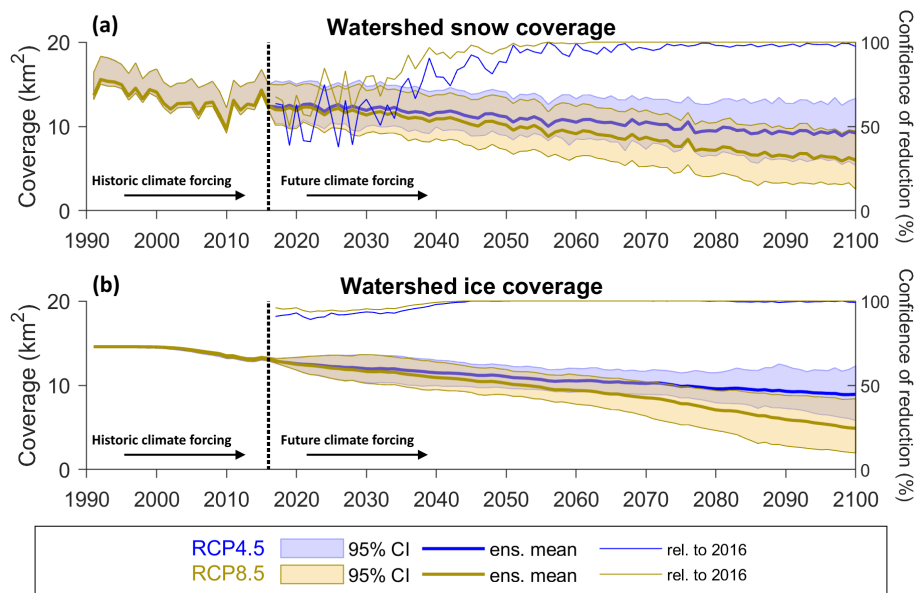 (a)
Watershed snow coverage
Coverage (km2)
20
10
0
Historic climate forcing
Future climate forcing
100
50
0
Confidence of reduction (%)
1990 2000 2010 2020 2030 2040 2050 2060 2070 2080 2090 2100
(b)
Watershed ice coverage
Coverage (km2)
20
10
0
Historic climate forcing
Future climate forcing
100
50
0
Confidence of reduction (%)
1990 2000 2010 2020 2030 2040 2050 2060 2070 2080 2090 2100
RCP4.5 95% CI ens. mean rel. to 2016
RCP8.5 95% CI ens. mean rel. to 2016